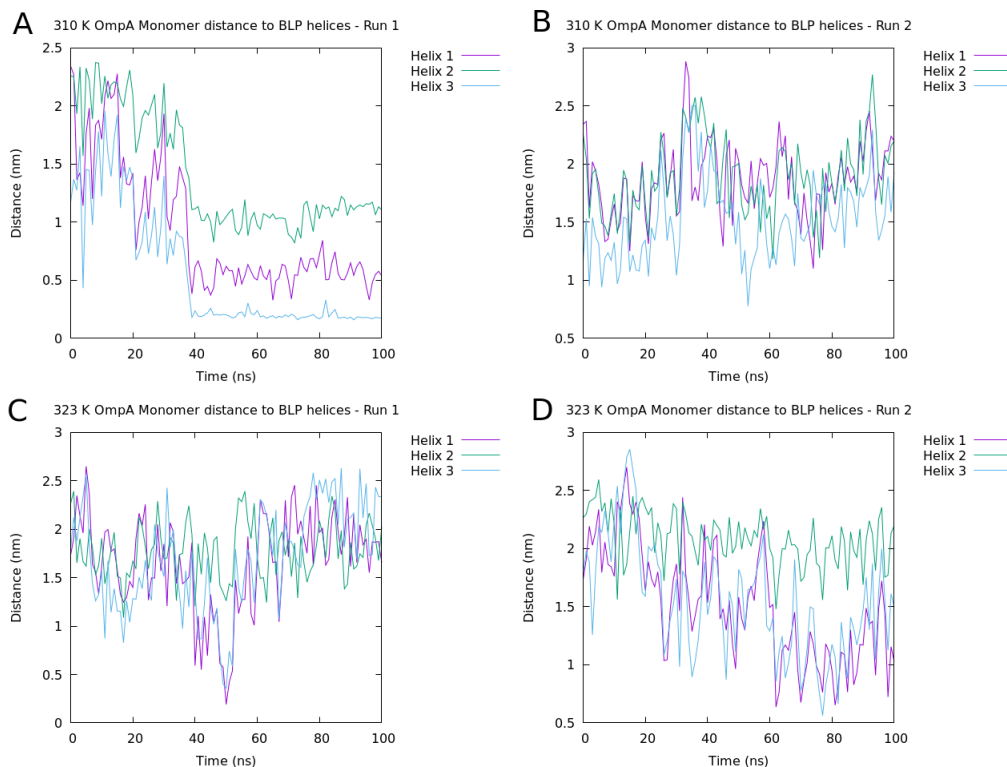 A
310 K OmpA Monomer distance to BLP helices - Run 1
Helix 1
Helix 2
Helix 3
Distance (nm)
2.5
2
1.5
1
0.5
0
0 20 40 60 80 100
Time (ns)
B
310 K OmpA Monomer distance to BLP helices - Run 2
Helix 1
Helix 2
Helix 3
Distance (nm)
3
2.5
2
1.5
1
0.5
0 20 40 60 80 100
Time (ns)
C
323 K OmpA Monomer distance to BLP helices - Run 1
Helix 1
Helix 2
Helix 3
Distance (nm)
3
2.5
2
1.5
1
0.5
0
0 20 40 60 80 100
Time (ns)
D
323 K OmpA Monomer distance to BLP helices - Run 2
Helix 1
Helix 2
Helix 3
Distance (nm)
3
2.5
2
1.5
1
0.5
0 20 40 60 80 100
Time (ns)